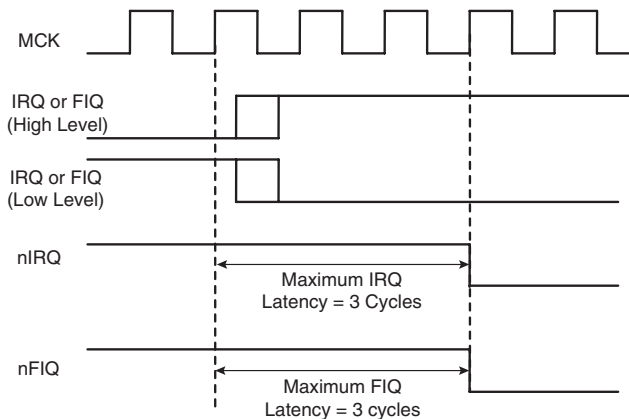 MCK
IRQ or FIQ
(High Level)
IRQ or FIQ
(Low Level)
nIRQ
Maximum IRQ
Latency = 3 Cycles
nFIQ
Maximum FIQ
Latency = 3 cycles